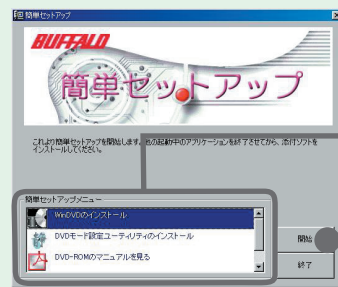 簡単セットアップ
BUFFALO
簡単セットアップ
これより簡単セットアップを開始します。他の起動中のアプリケーションを終了させてから、添付ソフトを
インストールしてください。
簡単セットアップメニュー
WinDVDのインストール
DVDモード設定ユーティリティのインストール
DVD-ROMのマニュアルを見る
開始
終了